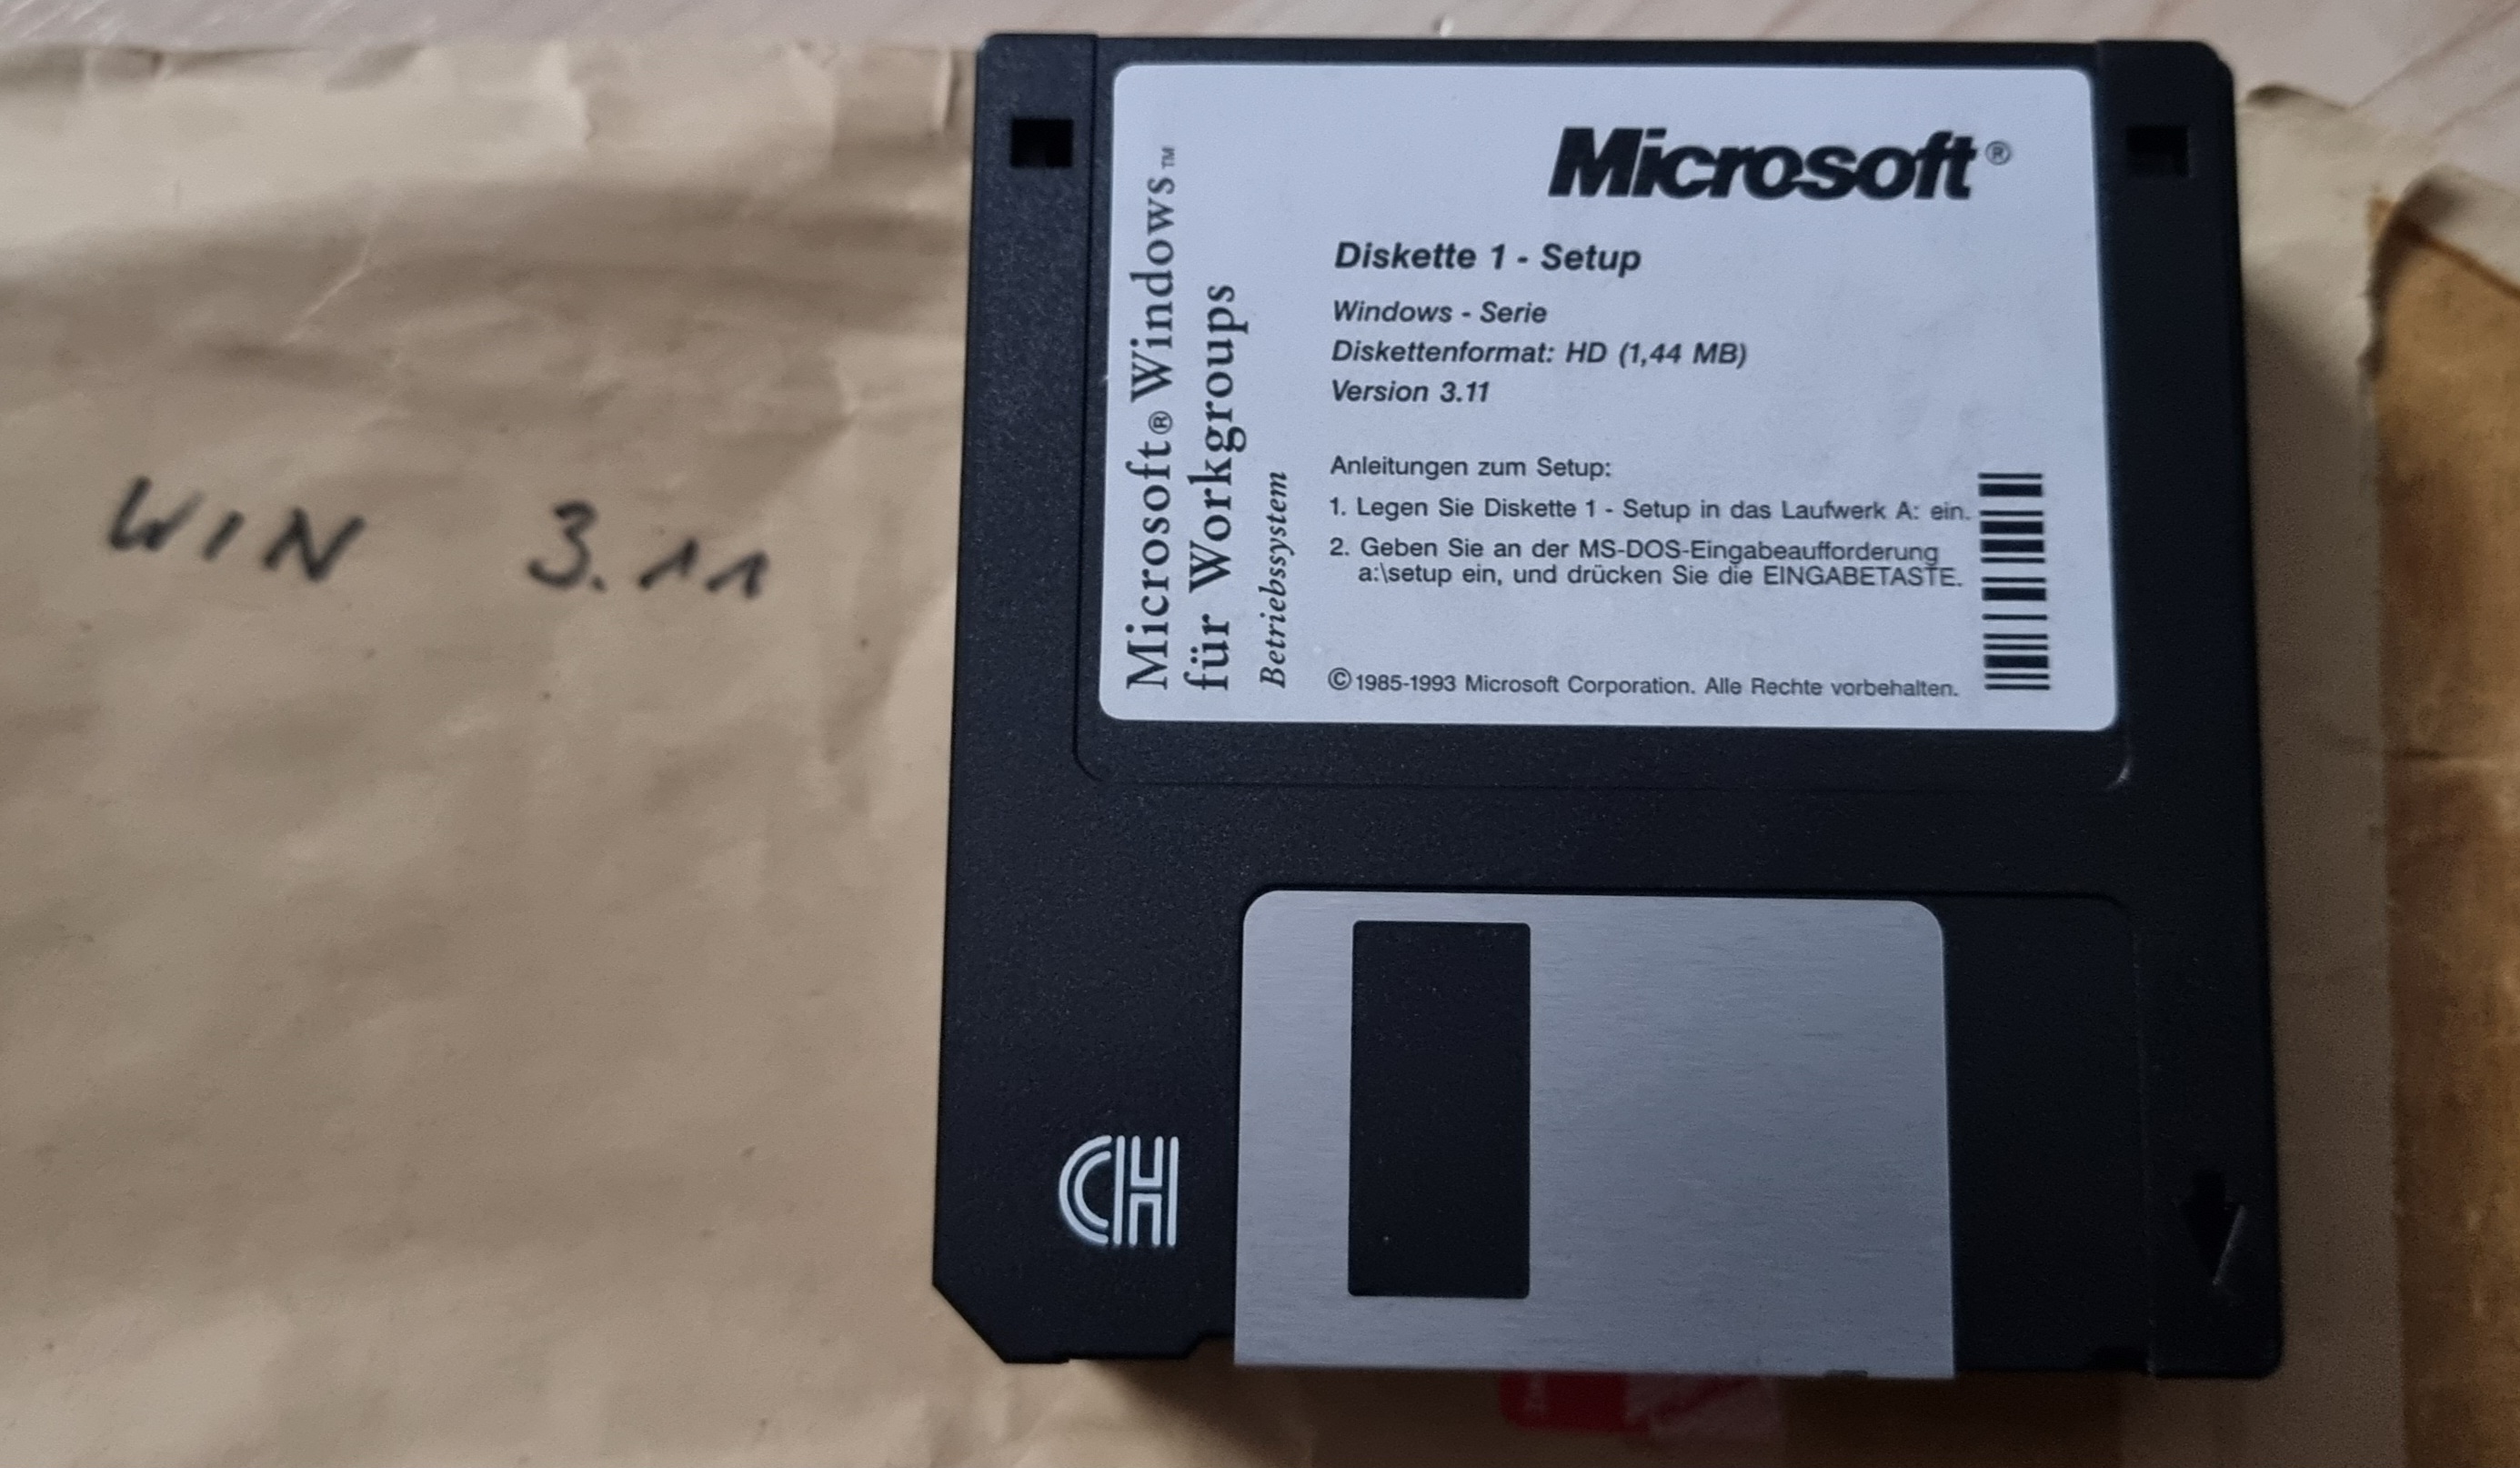 WIN 3.11
Microsoft® Windows™
für Workgroups
Betriebssystem
Microsoft®
Diskette 1 - Setup
Windows - Serie
Diskettenformat: HD (1,44 MB)
Version 3.11
Anleitungen zum Setup:
1. Legen Sie Diskette 1 - Setup in das Laufwerk A: ein.
2. Geben Sie an der MS-DOS-Eingabeaufforderung
a:\setup ein, und drücken Sie die EINGABETASTE.
©1985-1993 Microsoft Corporation. Alle Rechte vorbehalten.
CH